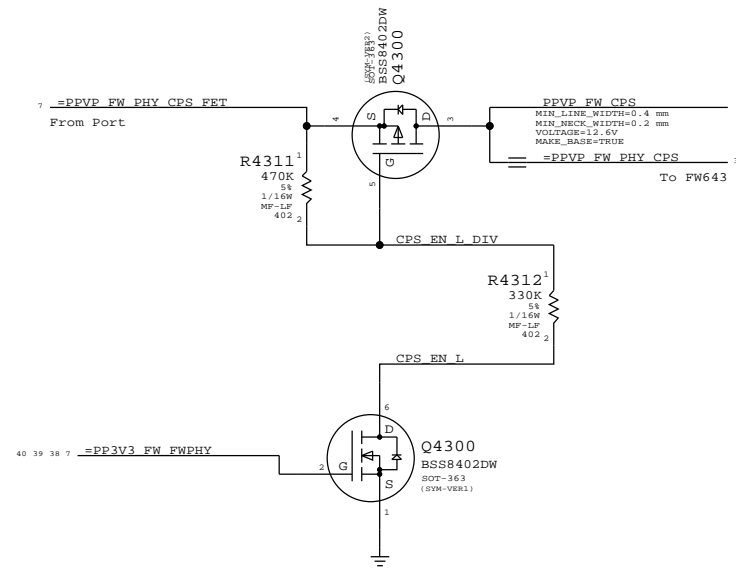 (SYM-VER2)
SOT-363
BSS8402DW
Q4300
7 =PPVP_FW_PHY_CPS_FET
From Port
4
S
D
3
G
5
PPVP_FW_CPS
MIN_LINE_WIDTH=0.4 mm
MIN_NECK_WIDTH=0.2 mm
VOLTAGE=12.6V
MAKE_BASE=TRUE
=PPVP_FW_PHY_CPS
To FW643
R4311 1
470K
5%
1/16W
MF-LF
402 2
CPS_EN_L_DIV
R4312 1
330K
5%
1/16W
MF-LF
402 2
CPS_EN_L
6
D
40 39 38 7 =PP3V3_FW_FWPHY
2
G
S
1
Q4300
BSS8402DW
SOT-363
(SYM-VER1)